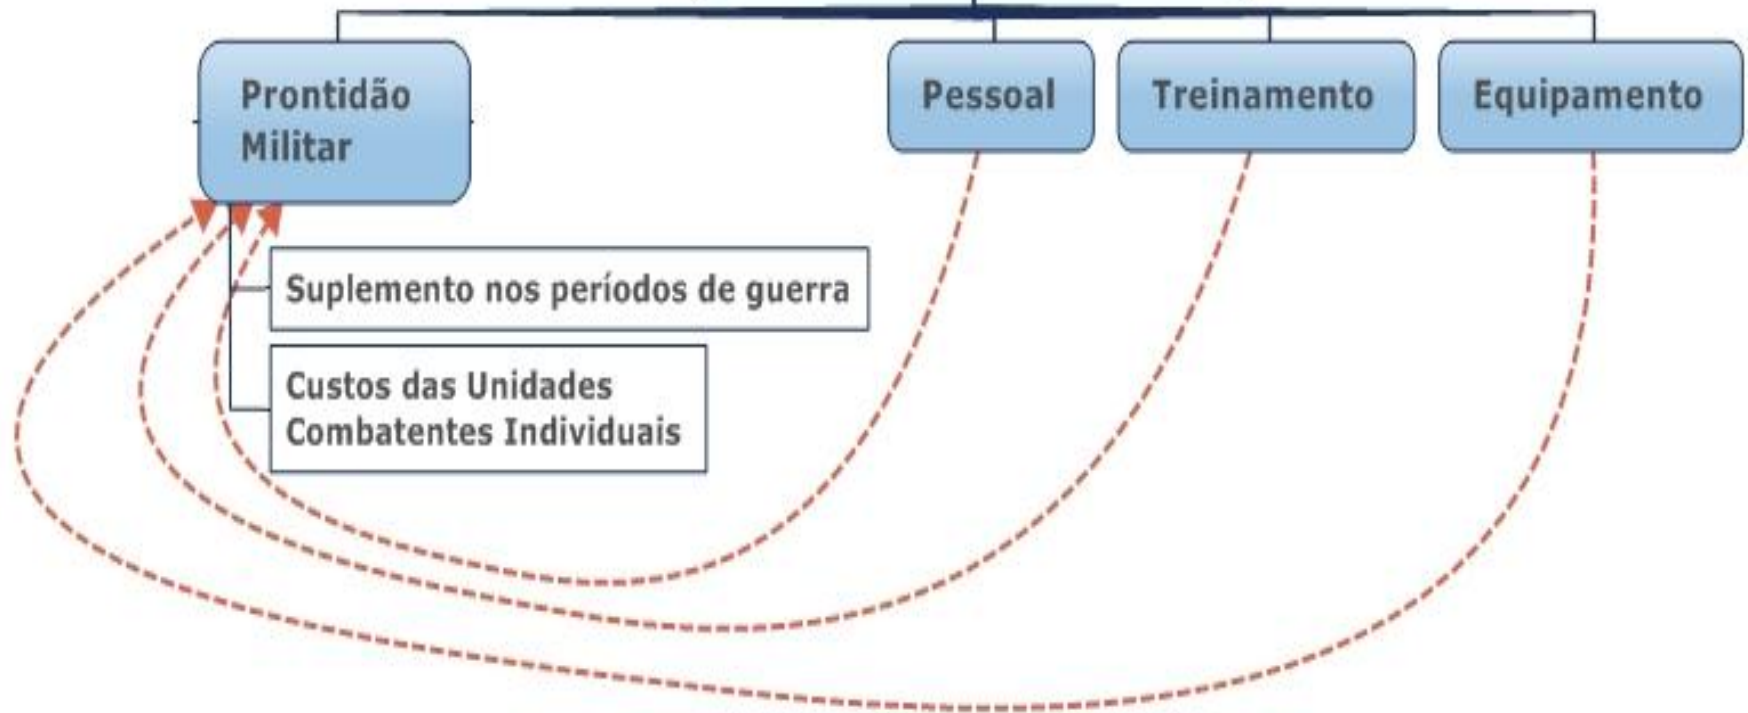 Prontidão
Militar
Pessoal
Treinamento
Equipamento
Suplemento nos períodos de guerra
Custos das Unidades
Combatentes Individuais